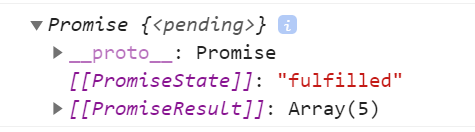 ▼ Promise {<pending>} i
▶ __proto__: Promise
[[PromiseState]]: "fulfilled"
▶ [[PromiseResult]]: Array(5)